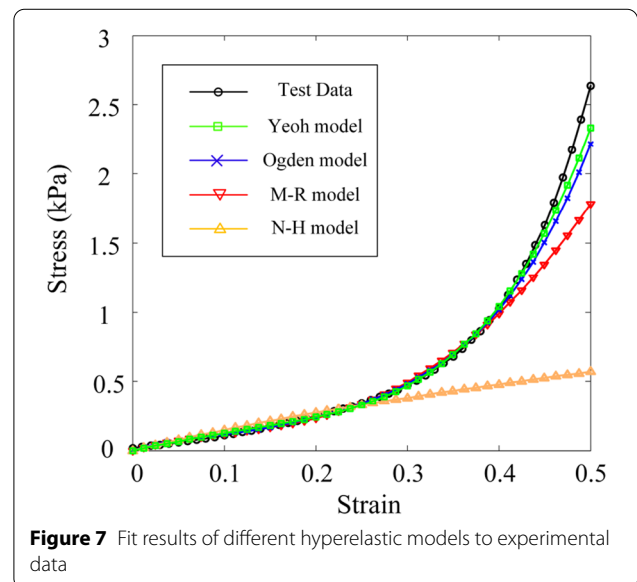 3
2.5
2
1.5
1
0.5
0
Stress (kPa)
Test Data
Yeoh model
Ogden model
M-R model
N-H model
0 0.1 0.2 0.3 0.4 0.5
Strain
Figure 7 Fit results of different hyperelastic models to experimental
data